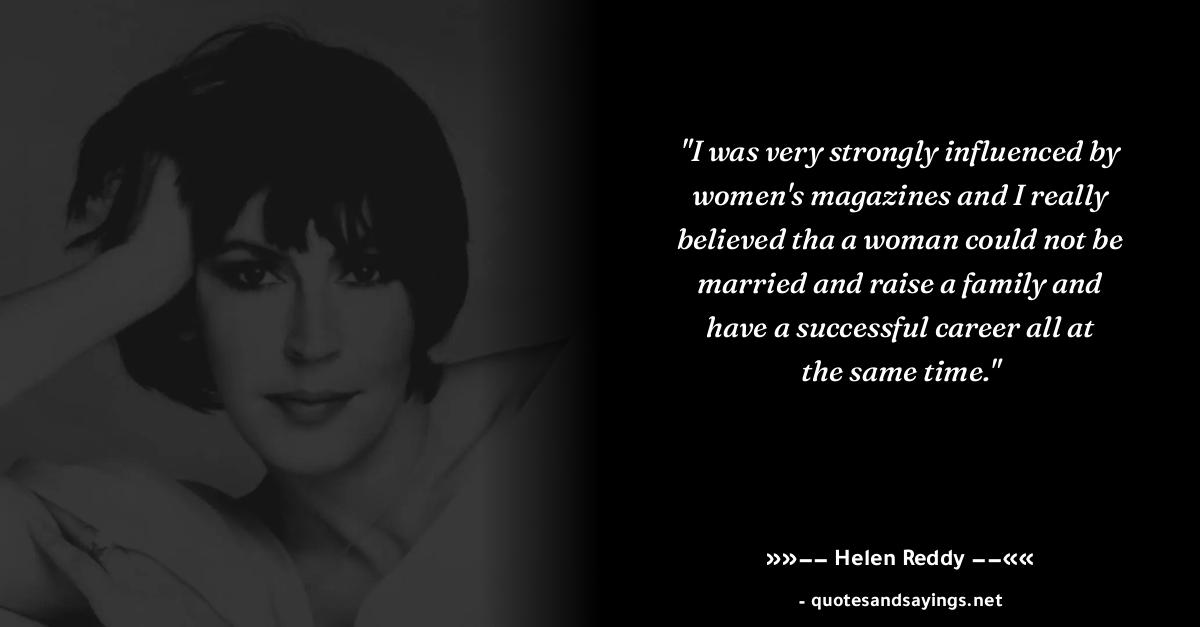 "I was very strongly influenced by
women's magazines and I really
believed tha a woman could not be
married and raise a family and
have a successful career all at
the same time."
»»–– Helen Reddy ––««
- quotesandsayings.net